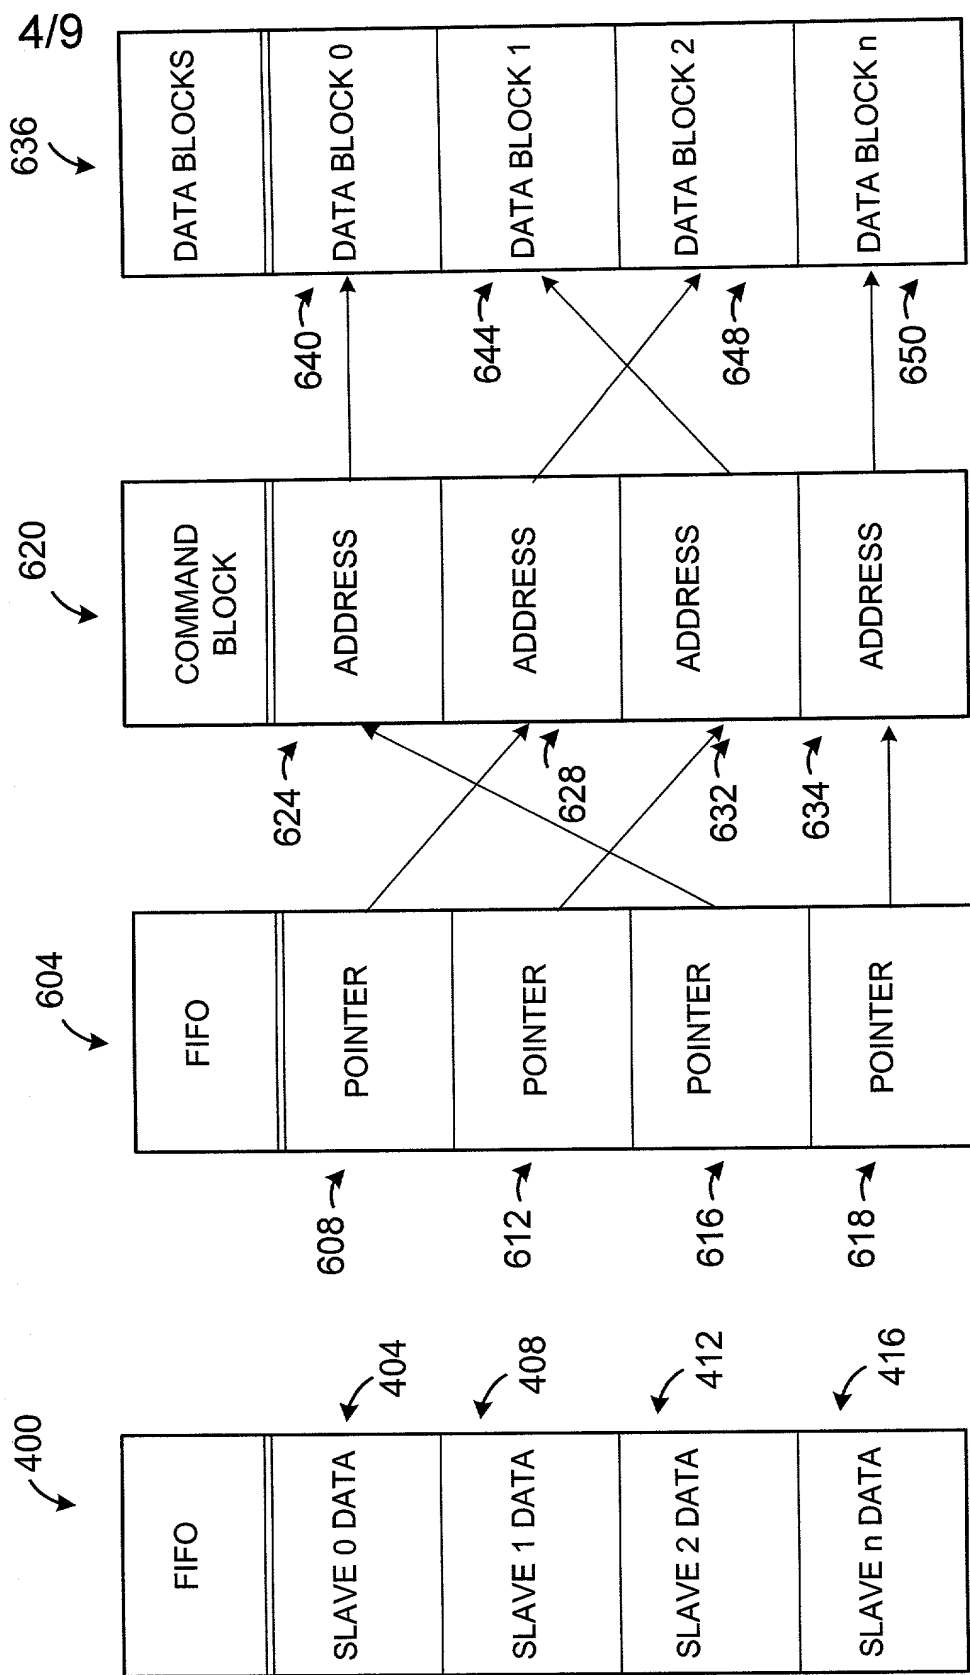 4/9
400
FIFO
SLAVE 0 DATA
404
SLAVE 1 DATA
408
SLAVE 2 DATA
412
SLAVE n DATA
416
604
FIFO
608
POINTER
612
POINTER
616
POINTER
618
POINTER
620
COMMAND
BLOCK
624
ADDRESS
628
ADDRESS
632
ADDRESS
634
ADDRESS
636
DATA BLOCKS
640
DATA BLOCK 0
644
DATA BLOCK 1
648
DATA BLOCK 2
650
DATA BLOCK n